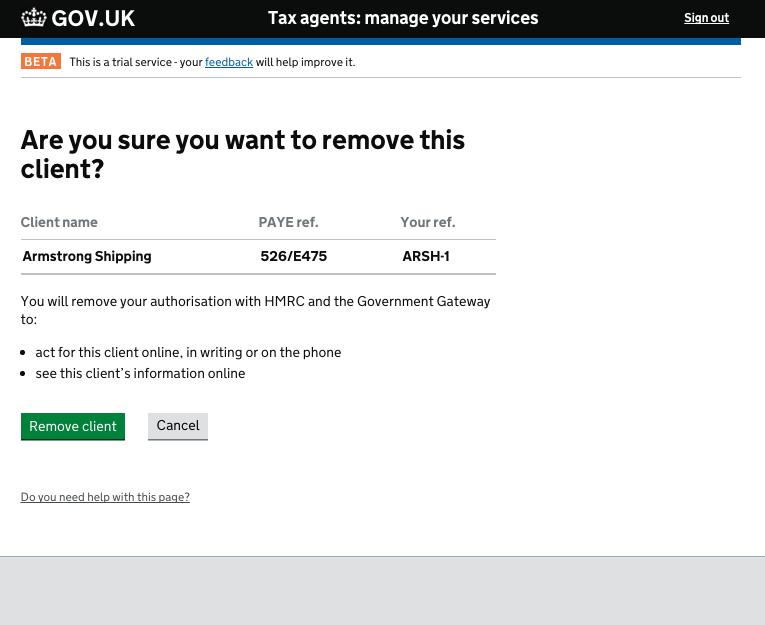 GOV.UK
Tax agents: manage your services
Sign out
BETA This is a trial service - your feedback will help improve it.
Are you sure you want to remove this
client?
Client name PAYE ref. Your ref.
Armstrong Shipping 526/E475 ARSH-1
You will remove your authorisation with HMRC and the Government Gateway
to:
• act for this client online, in writing or on the phone
• see this client's information online
Remove client Cancel
Do you need help with this page?